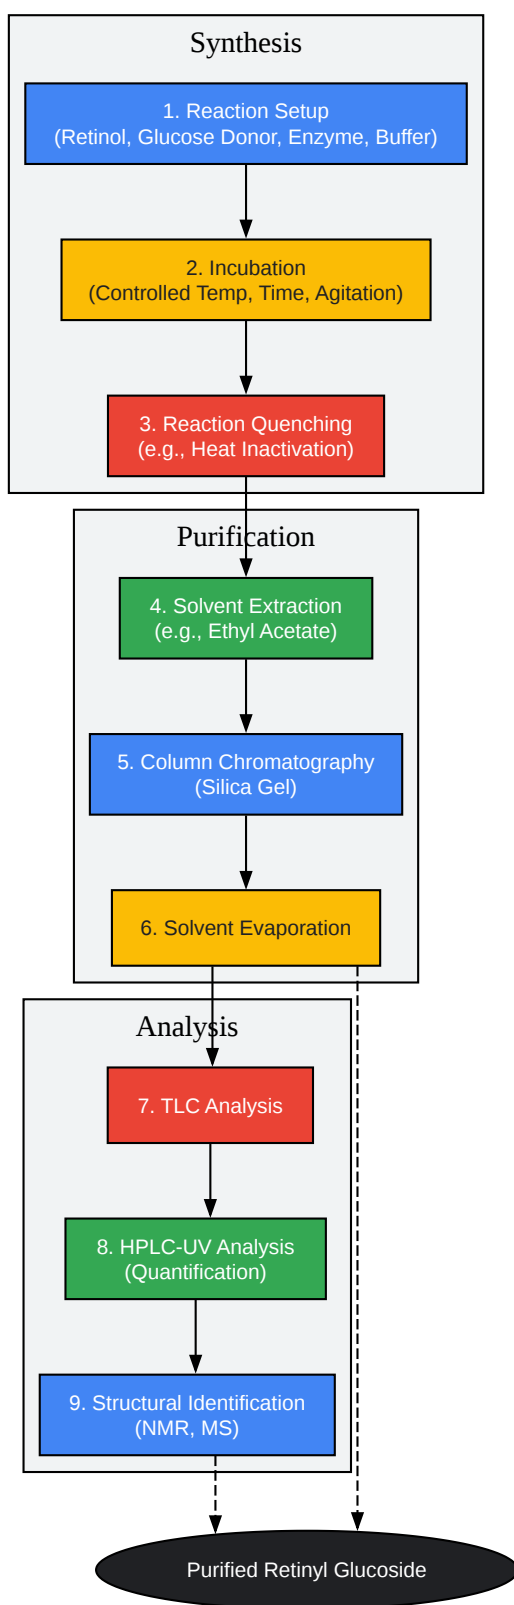 Synthesis
1. Reaction Setup
(Retinol, Glucose Donor, Enzyme, Buffer)
2. Incubation
(Controlled Temp, Time, Agitation)
3. Reaction Quenching
(e.g., Heat Inactivation)
Purification
4. Solvent Extraction
(e.g., Ethyl Acetate)
5. Column Chromatography
(Silica Gel)
6. Solvent Evaporation
Analysis
7. TLC Analysis
8. HPLC-UV Analysis
(Quantification)
9. Structural Identification
(NMR, MS)
Purified Retinyl Glucoside